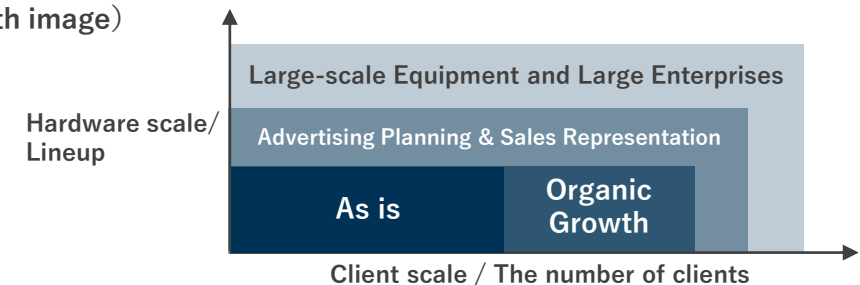 th image）
Large-scale Equipment and Large Enterprises
Hardware scale/
Lineup
Advertising Planning & Sales Representation
As is
Organic
Growth
Client scale / The number of clients